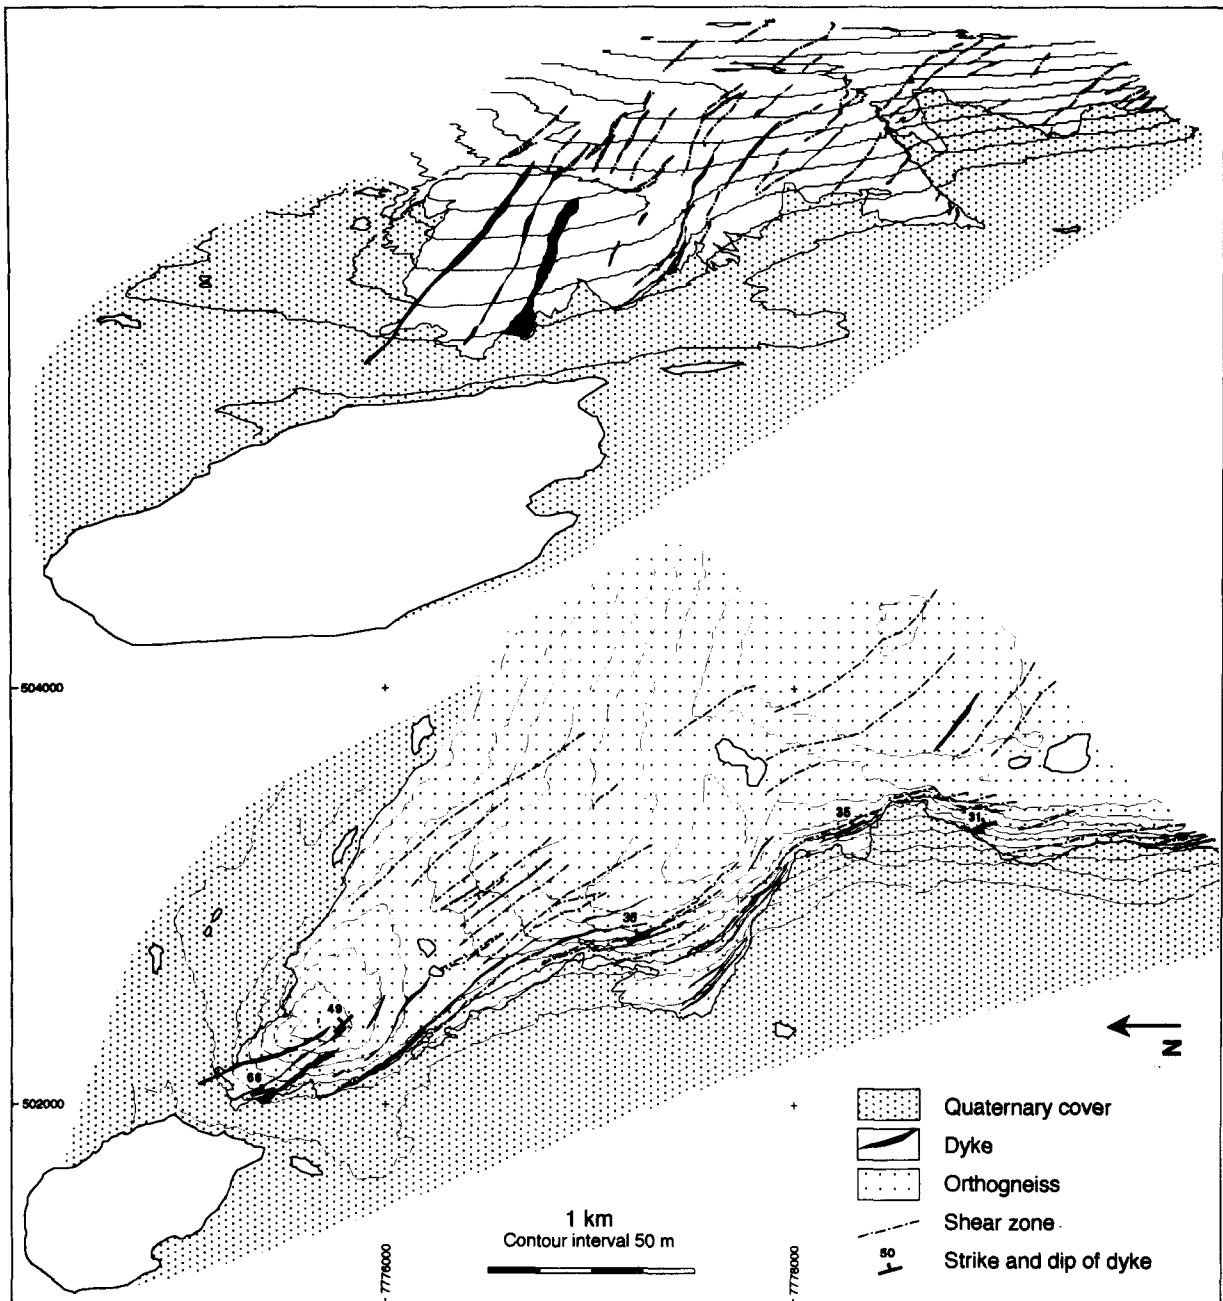 504000
35
31
36
49
66
N
502000
Quaternary cover
Dyke
Orthogneiss
Shear zone
50
Strike and dip of dyke
1 km
Contour interval 50 m
7776000
7778000